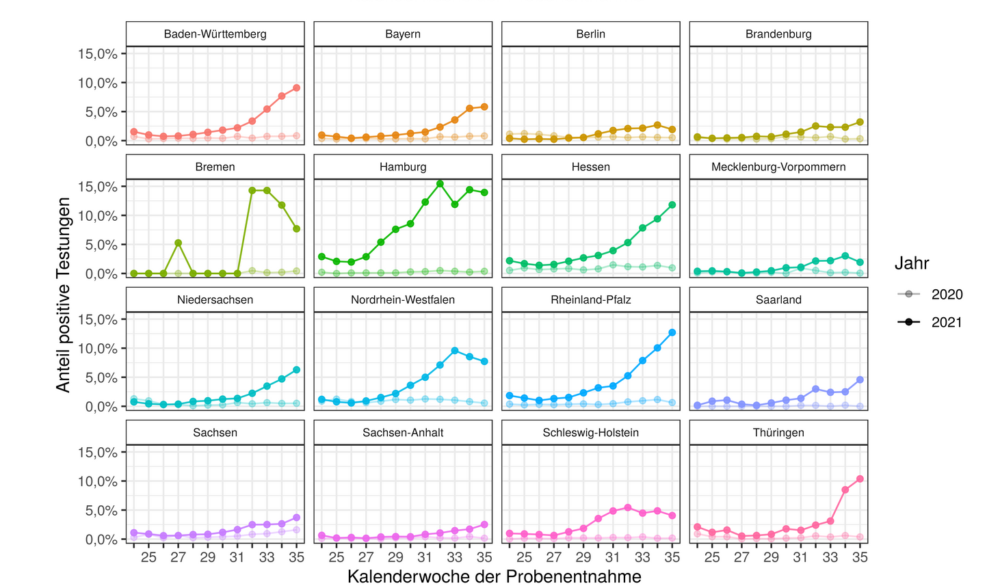 Baden-Württemberg
Bayern
Berlin
Brandenburg
15,0%
10,0%
5,0%
0,0%
Bremen
Hamburg
Hessen
Mecklenburg-Vorpommern
15,0%
10,0%
5,0%
0,0%
Niedersachsen
Nordrhein-Westfalen
Rheinland-Pfalz
Saarland
15,0%
10,0%
5,0%
0,0%
Sachsen
Sachsen-Anhalt
Schleswig-Holstein
Thüringen
15,0%
10,0%
5,0%
0,0%
25 27 29 31 33 35
25 27 29 31 33 35
25 27 29 31 33 35
25 27 29 31 33 35
Kalenderwoche der Probenentnahme
Anteil positive Testungen
Jahr
2020
2021